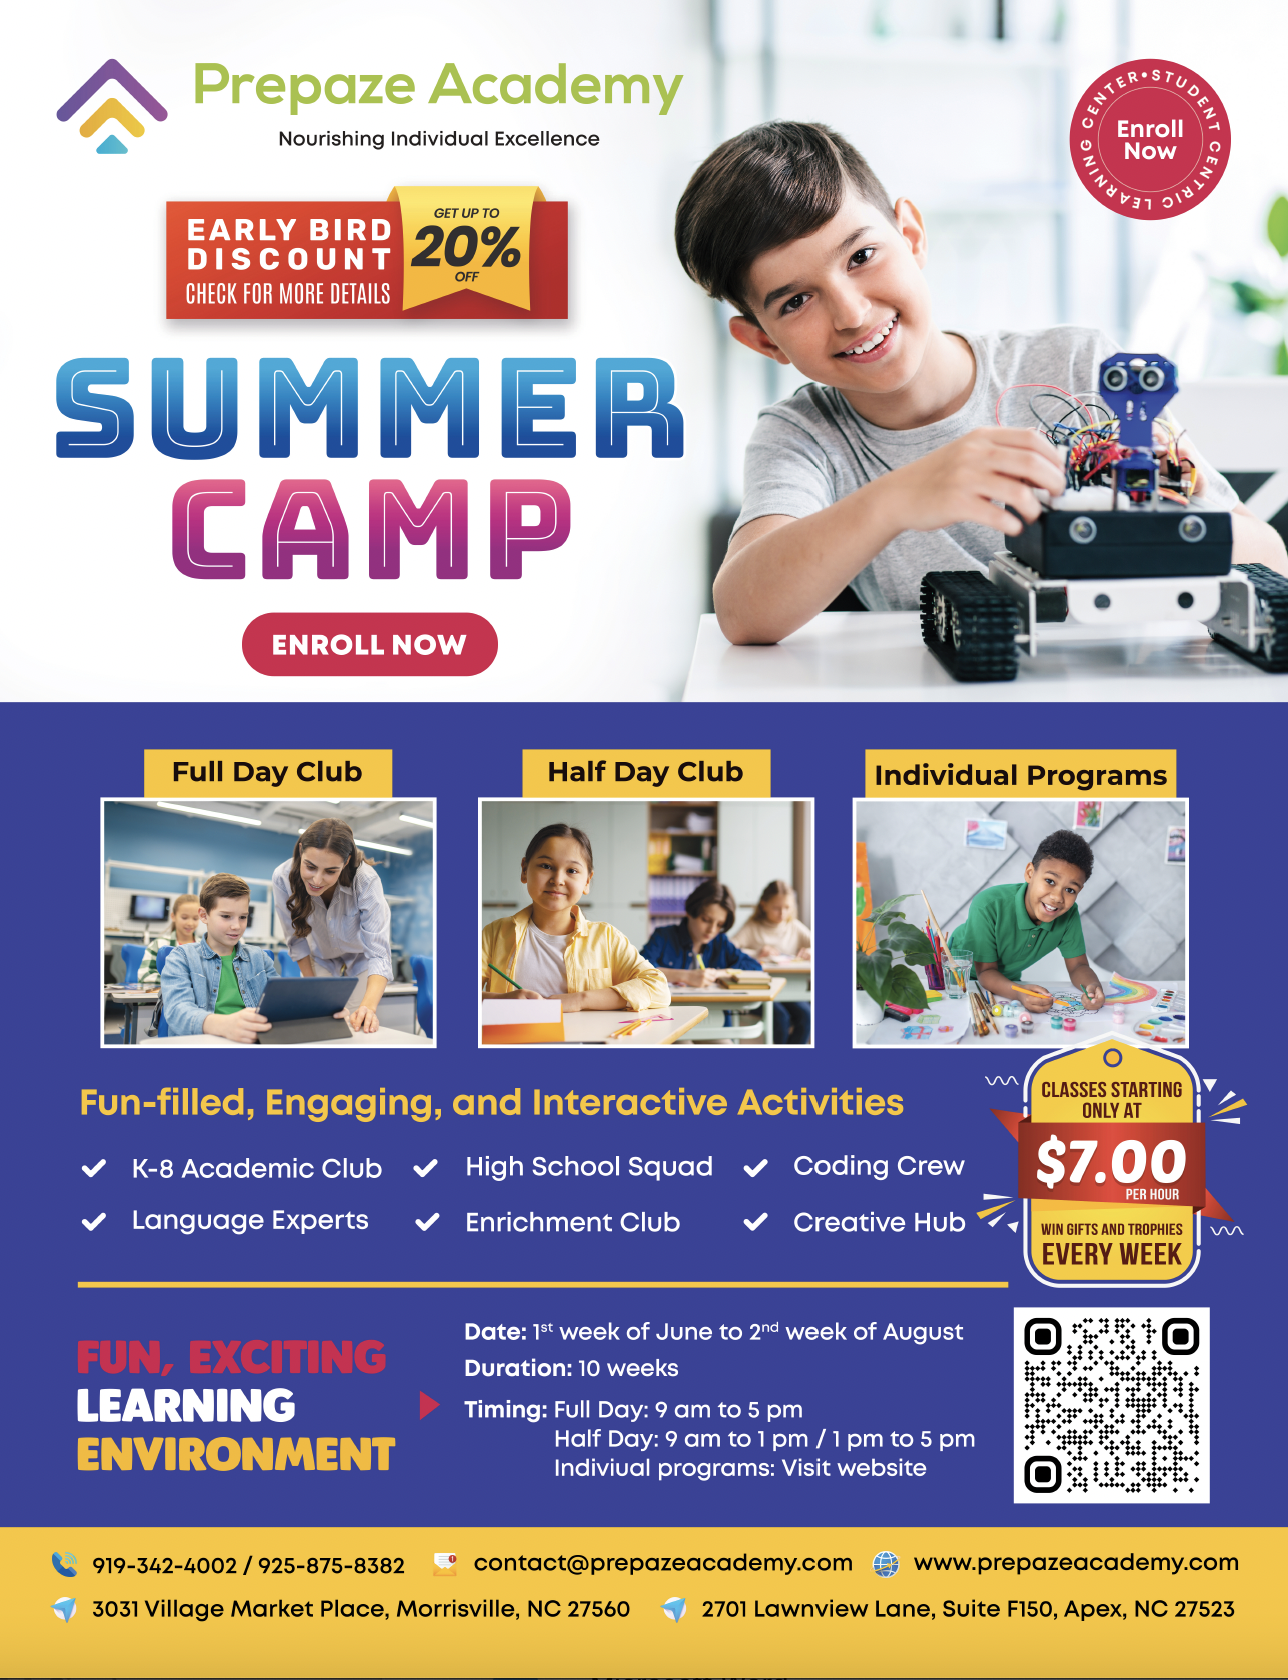 Prepaze Academy
Nourishing Individual Excellence
STUDENT CENTRIC LEARNING CENTER •
Enroll
Now
EARLY BIRD
DISCOUNT
CHECK FOR MORE DETAILS
GET UP TO
20%
OFF
SUMMER
CAMP
ENROLL NOW
Full Day Club
Half Day Club
Individual Programs
Fun-filled, Engaging, and Interactive Activities
K-8 Academic Club
High School Squad
Coding Crew
Language Experts
Enrichment Club
Creative Hub
CLASSES STARTING
ONLY AT
$7.00
PER HOUR
WIN GIFTS AND TROPHIES
EVERY WEEK
FUN, EXCITING
LEARNING
ENVIRONMENT
Date: 1st week of June to 2nd week of August
Duration: 10 weeks
Timing: Full Day: 9 am to 5 pm
Half Day: 9 am to 1 pm / 1 pm to 5 pm
Indiviual programs: Visit website
919-342-4002 / 925-875-8382
contact@prepazeacademy.com
www.prepazeacademy.com
3031 Village Market Place, Morrisville, NC 27560
2701 Lawnview Lane, Suite F150, Apex, NC 27523